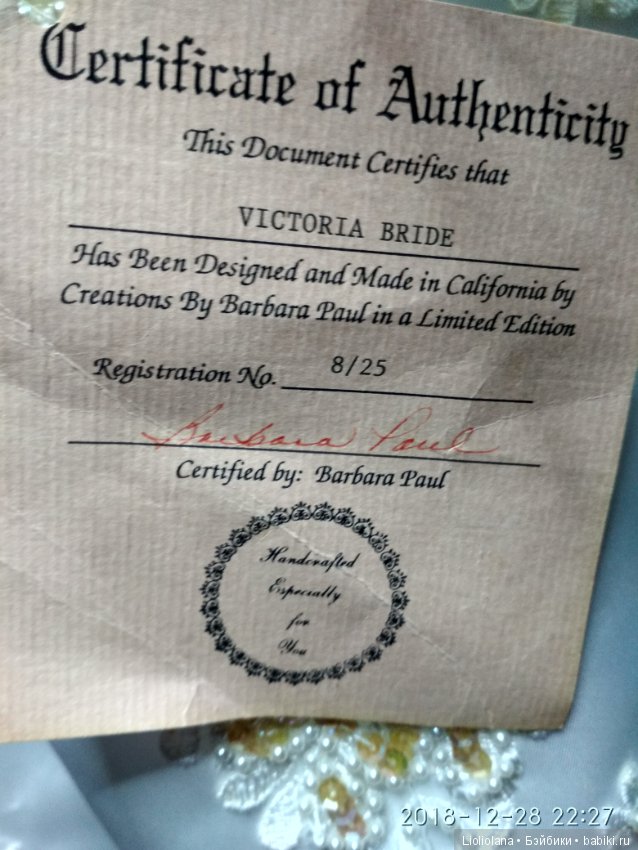 Certificate of Authenticity
This Document Certifies that
VICTORIA BRIDE
Has Been Designed and Made in California by
Creations By Barbara Paul in a Limited Edition
Registration No. 8/25
Barbara Paul
Certified by: Barbara Paul
Handcrafted
Especially
for
You
2018-12-28 22:27
Lloliolana • Бэйбики • babiki.ru